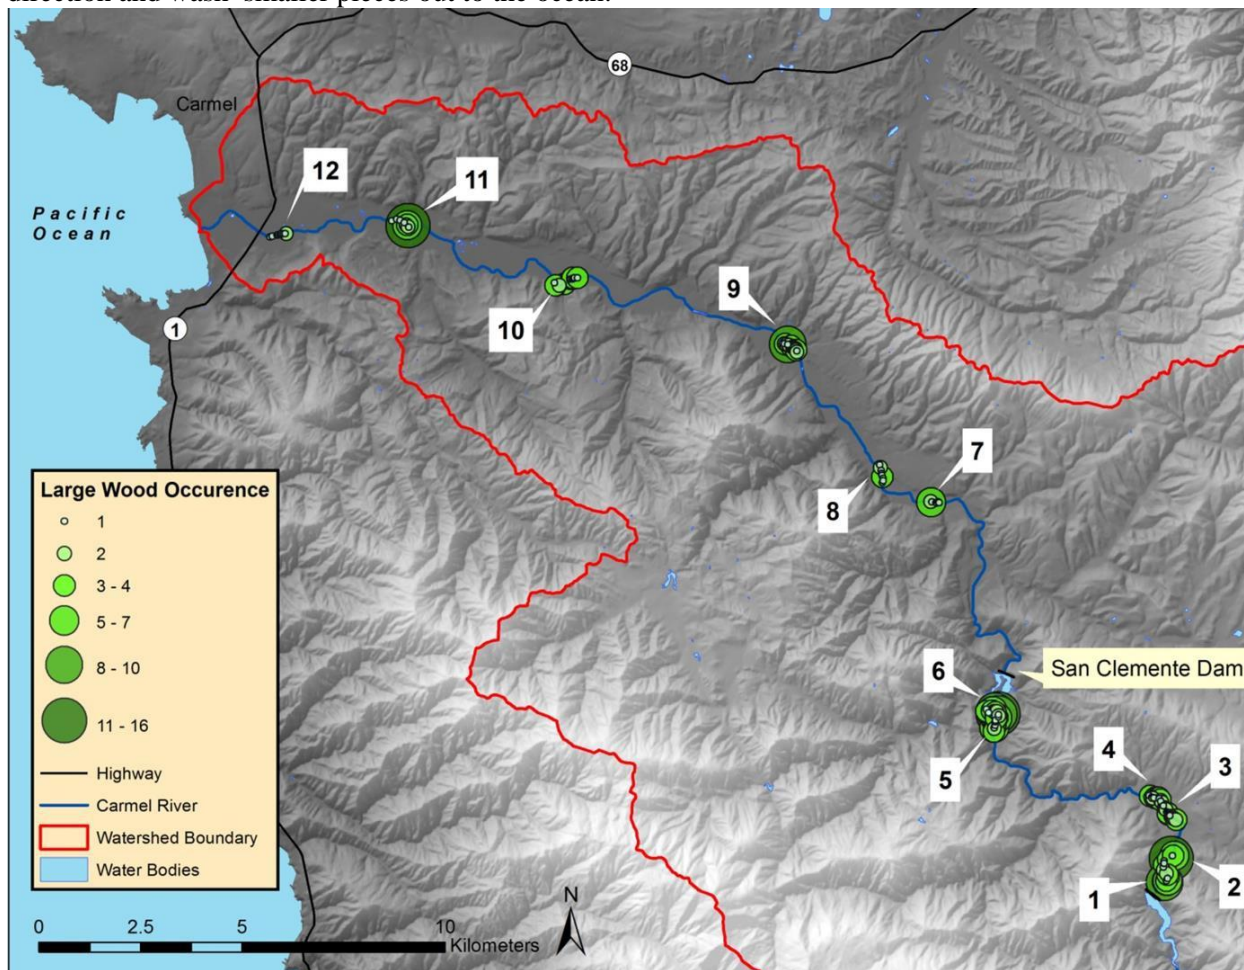 direction and wash smaller pieces out to the ocean.
68
Carmel
12
11
Pacific
Ocean
9
10
1
7
8
Large Wood Occurence
1
2
3 - 4
5 - 7
8 - 10
11 - 16
Highway
Carmel River
Watershed Boundary
Water Bodies
6
San Clemente Dam
5
4
3
1
2
N
0
2.5
5
10
Kilometers